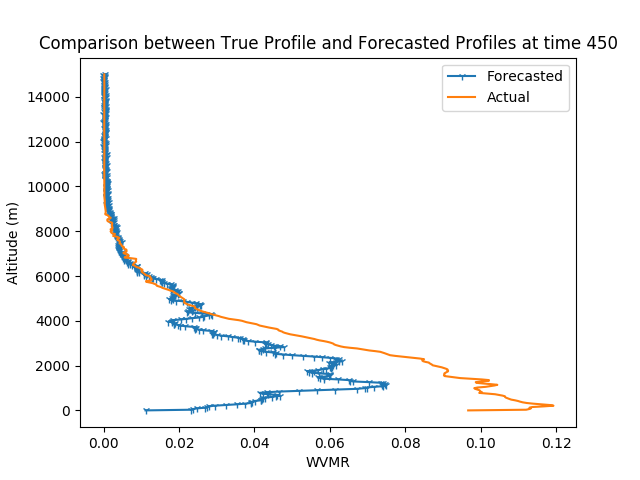 Comparison between True Profile and Forecasted Profiles at time 450
Forecasted
Actual
14000
12000
10000
8000
6000
4000
2000
0
Altitude (m)
0.00 0.02 0.04 0.06 0.08 0.10 0.12
WVMR